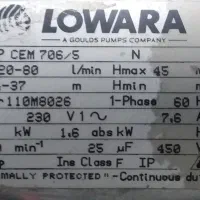 LOWARA
A GOULDS PUMPS COMPANY
P CEM 706/5 N
20-80 l/min Hmax 45
-37 m Hmin m
110M8026 1-Phase 60 H
230 V 1~ 7,6 A
kW 1.6 abs kW
min⁻¹ 25 µF 450
Ins Class F IP
MALLY PROTECTED" -Continuous du